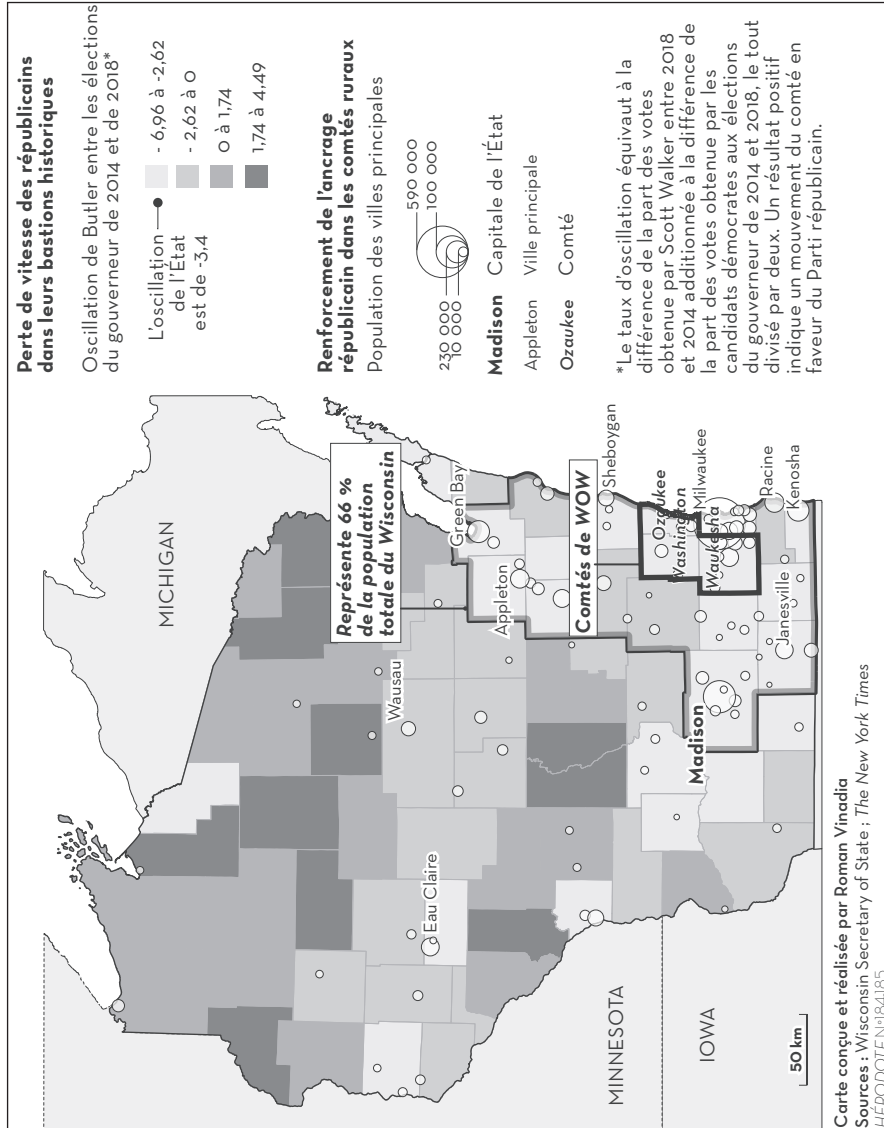 Perte de vitesse des républicains
dans leurs bastions historiques
Oscillation de Butler entre les élections
du gouverneur de 2014 et de 2018*
- 6,96 à -2,62
- 2,62 à 0
0 à 1,74
1,74 à 4,49
L'oscillation
de l'État
est de -3,4
Renforcement de l'ancrage
républicain dans les comtés ruraux
Population des villes principales
590 000
100 000
230 000
10 000
Madison Capitale de l'État
Appleton Ville principale
Ozaukee Comté
*Le taux d'oscillation équivaut à la
différence de la part des votes
obtenue par Scott Walker entre 2018
et 2014 additionnée à la différence de
la part des votes obtenue par les
candidats démocrates aux élections
du gouverneur de 2014 et 2018, le tout
divisé par deux. Un résultat positif
indique un mouvement du comté en
faveur du Parti républicain.
MICHIGAN
Représente 66 %
de la population
totale du Wisconsin
Green Bay
Appleton
Wausau
Eau Claire
Comtés de WOW
Sheboygan
Ozaukee
Washington
Milwaukee
Waukesha
Racine
Kenosha
Janesville
Madison
MINNESOTA
IOWA
50 km
Carte conçue et réalisée par Roman Vinadia
Sources : Wisconsin Secretary of State ; The New York Times
HÉRODOTE N°184185